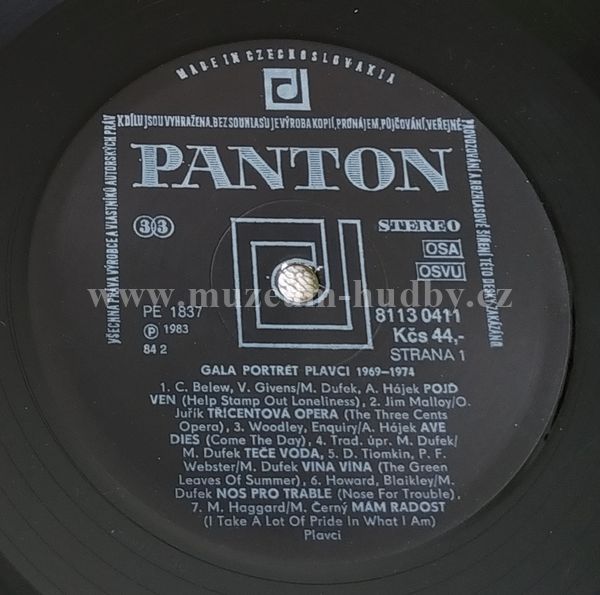 MADE IN CZECHOSLOVAKIA
VŠECHNA PRÁVA VÝROBCE A VLASTNÍKŮ AUTORSKÝCH PRÁV
K DÍLU JSOU VYHRAŽENA. BEZ SOUHLASU JE VÝROBA KOPIÍ, PRONÁJEM, PŮJČOVÁNÍ, VEŘEJNÉ
PROVOZOVÁNÍ A ROZHLASOVÉ ŠÍŘENÍ TÉTO DESKY ZAKÁZÁNO
PANTON
33
STEREO
OSA
OSVU
www.muzeum-hudby.cz
PE 1837
8113 0411
℗ 1983
Kčs 44,-
84 2
STRANA 1
GALA PORTRÉT PLAVCI 1969—1974
1. C. Belew, V. Givens/M. Dufek, A. Hájek POJĎ
VEN (Help Stamp Out Loneliness) 2. Jim Malloy/O.
Juřík TŘÍCENTOVÁ OPERA (The Three Cents
Opera), 3. Woodley, Enquiry/A. Hájek AVE
DIES (Come The Day) 4. Trad. úpr. M. Dufek/
M. Dufek TEČE VODA, 5. D. Tiomkin, P. F.
Webster/M. Dufek VÍNA VÍNA (The Green
Leaves Of Summer) 6. Howard, Blaikley/M.
Dufek NOS PRO TRABLE (Nose For Trouble),
7. M. Haggard/M. Černý MÁM RADOST
(I Take A Lot Of Pride In What I Am)
Plavci